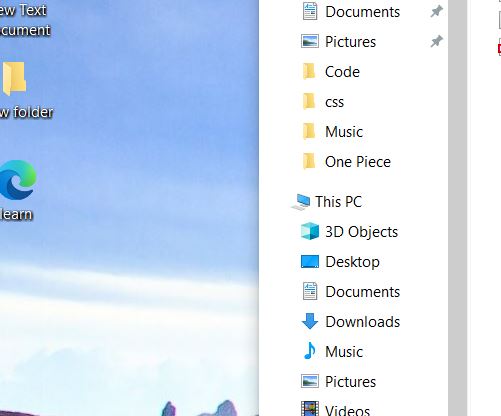 ew Text
cument
w folder
learn
Documents
Pictures
Code
css
Music
One Piece
This PC
3D Objects
Desktop
Documents
Downloads
Music
Pictures
Videos